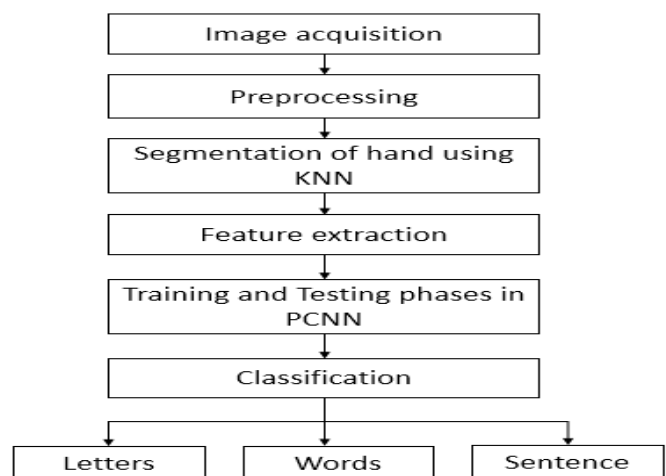 Image acquisition
Preprocessing
Segmentation of hand using
KNN
Feature extraction
Training and Testing phases in
PCNN
Classification
Letters
Words
Sentence